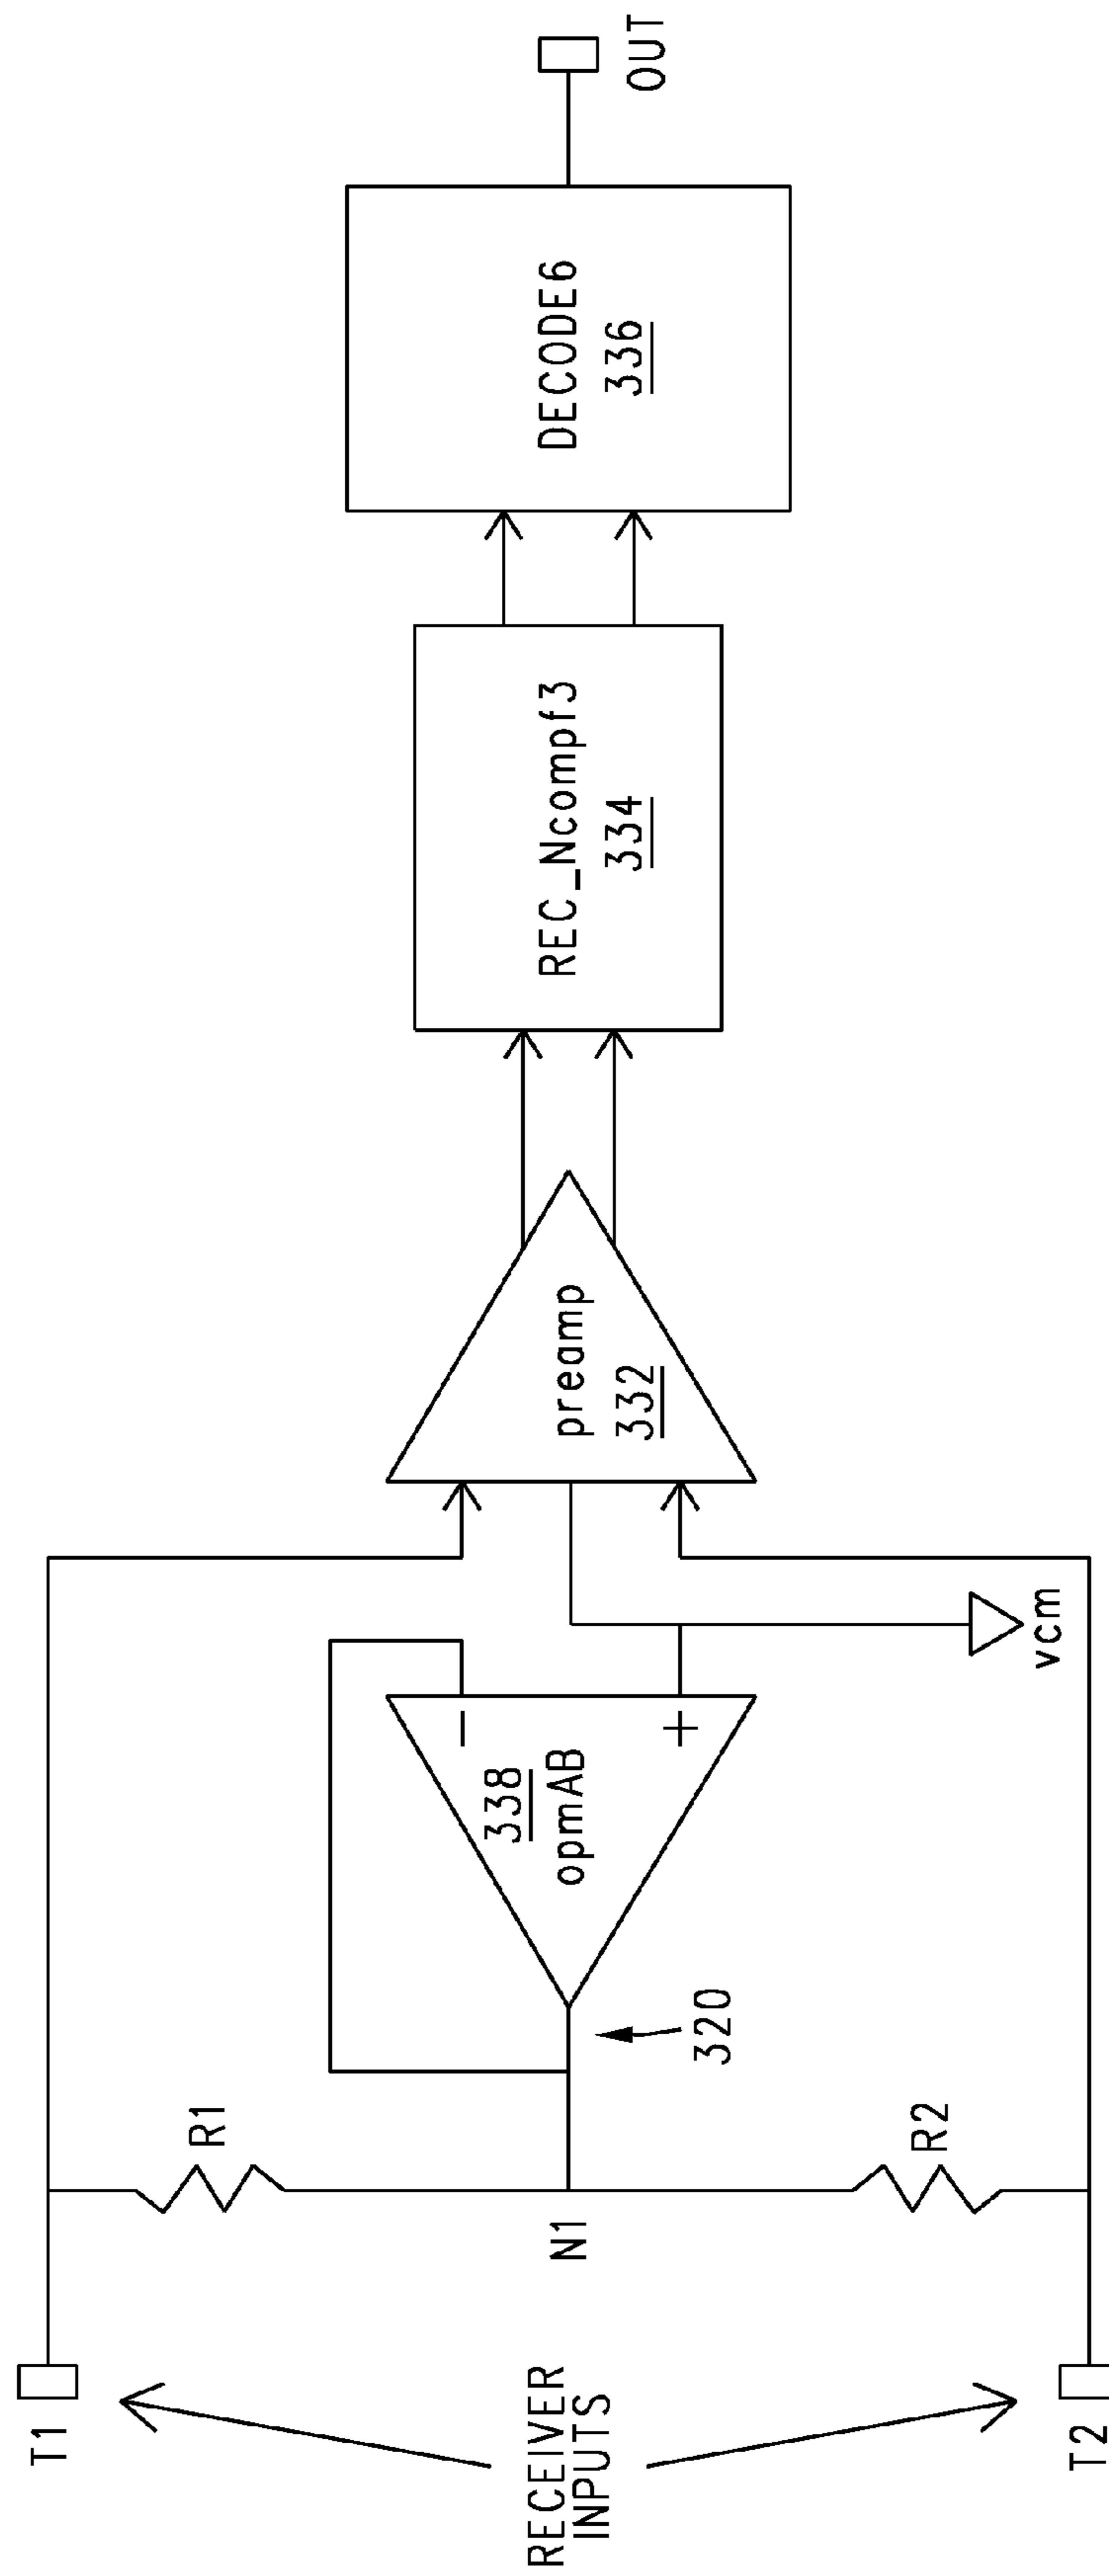 T1
RECEIVER
INPUTS
T2
R1
N1
R2
320
338
opmAB
-
+
vcm
preamp
332
REC_Ncompf3
334
DECODE6
336
OUT